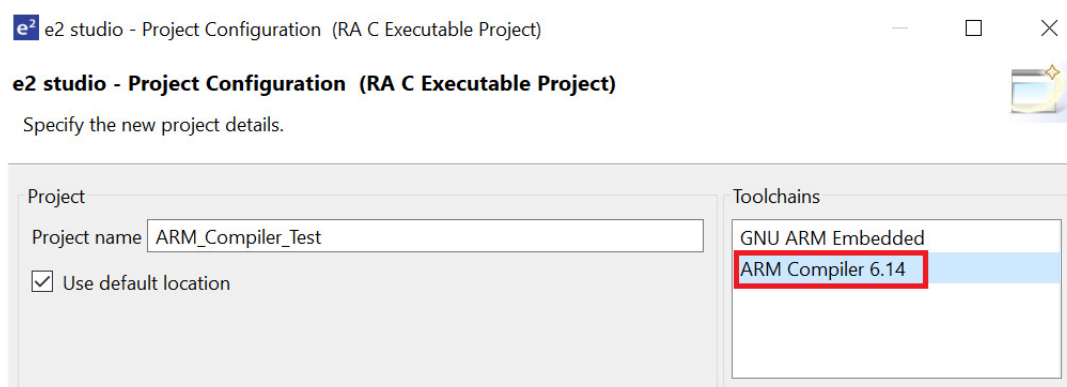 e² e2 studio - Project Configuration (RA C Executable Project)
e2 studio - Project Configuration (RA C Executable Project)
Specify the new project details.
Project
Project name ARM_Compiler_Test
Use default location
Toolchains
GNU ARM Embedded
ARM Compiler 6.14